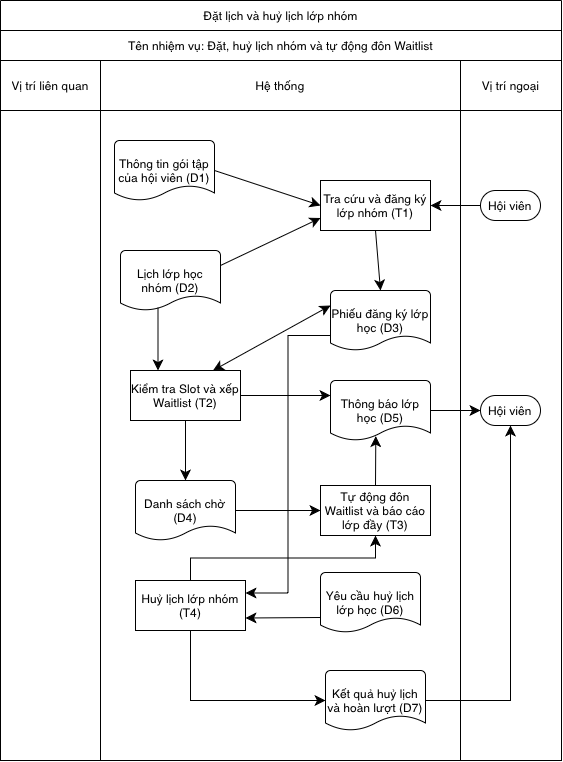 Đặt lịch và huỷ lịch lớp nhóm
Tên nhiệm vụ: Đặt, huỷ lịch nhóm và tự động đôn Waitlist
Vị trí liên quan
Hệ thống
Vị trí ngoại
Thông tin gói tập
của hội viên (D1)
Tra cứu và đăng ký
lớp nhóm (T1)
Hội viên
Lịch lớp học
nhóm (D2)
Phiếu đăng ký lớp
học (D3)
Kiểm tra Slot và xếp
Waitlist (T2)
Thông báo lớp
học (D5)
Hội viên
Danh sách chờ
(D4)
Tự động đôn
Waitlist và báo cáo
lớp đầy (T3)
Huỷ lịch lớp nhóm
(T4)
Yêu cầu huỷ lịch
lớp học (D6)
Kết quả huỷ lịch
và hoàn lượt (D7)